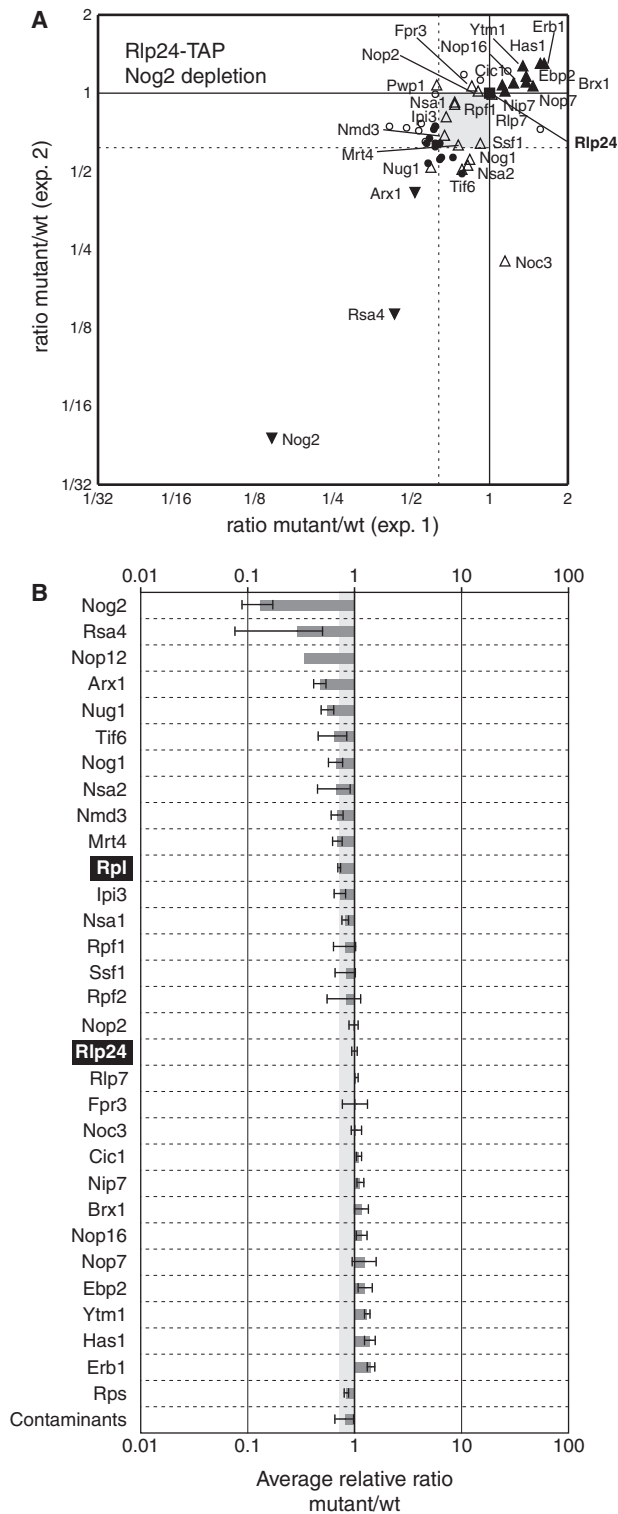 A
Rlp24-TAP
Nog2 depletion
ratio mutant/wt (exp. 2)
2
1
1/2
1/4
1/8
1/16
1/32
Fpr3
Ytm1
Erb1
Nop2
Nop16
Has1
Pwp1
Cic1
Ebp2
Brx1
Nsa1
Rpf1
Nip7
Nop7
Ipi3
Rlp7
Nmd3
Ssf1
Rlp24
Mrt4
Nog1
Nug1
Nsa2
Arx1
Tif6
Noc3
Rsa4
Nog2
1/32 1/16 1/8 1/4 1/2 1 2
ratio mutant/wt (exp. 1)
B
0.01 0.1 1 10 100
Nog2
Rsa4
Nop12
Arx1
Nug1
Tif6
Nog1
Nsa2
Nmd3
Mrt4
Rpl
Ipi3
Nsa1
Rpf1
Ssf1
Rpf2
Nop2
Rlp24
Rlp7
Fpr3
Noc3
Cic1
Nip7
Brx1
Nop16
Nop7
Ebp2
Ytm1
Has1
Erb1
Rps
Contaminants
0.01 0.1 1 10 100
Average relative ratio
mutant/wt